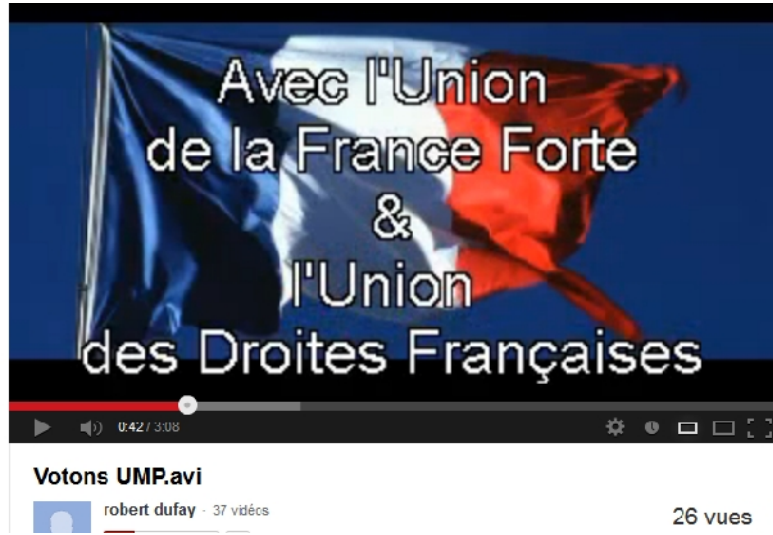 Avec l'Union
de la France Forte
&
l'Union
des Droites Françaises
0:42 / 3:08
Votons UMP.avi
robert dufay · 37 vidéos
26 vues